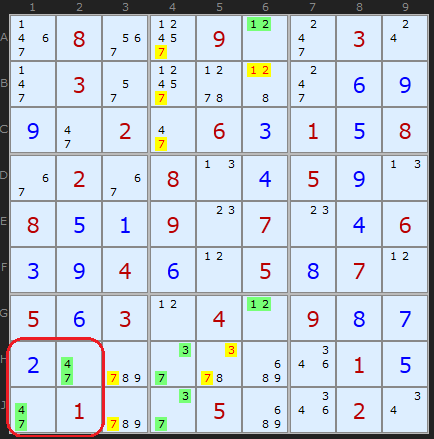 1 2 3 4 5 6 7 8 9
1 1 2 1 2 2 2
A 4 6 8 5 6 4 5 9 4 3 4
7 7 7 7
1 1 2 1 2 1 2 2
B 4 3 5 4 5 4 6 9
7 7 7 7 8 8 7
C 9 4 2 4 6 3 1 5 8
7 7
1 3 1 3
D 6 2 6 8 4 5 9
7 7
2 3 2 3
E 8 5 1 9 7 4 6
1 2 1 2
F 3 9 4 6 5 8 7
1 2 1 2
G 5 6 3 4 9 8 7
3 3 3
H 2 4 6 4 6 1 5
7 7 8 9 7 7 8 8 9
3 3 3
J 4 1 5 6 4 6 2 4
7 7 8 9 7 8 9